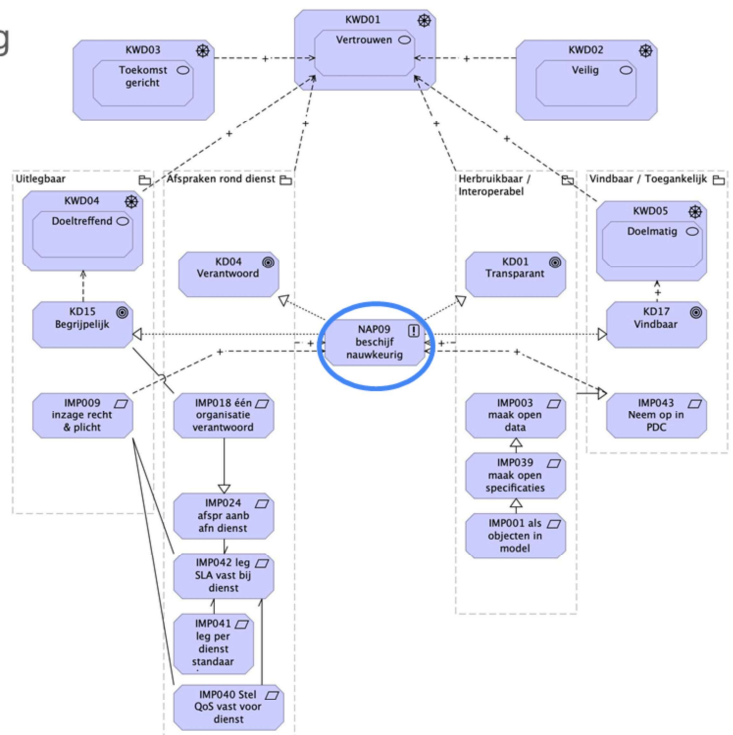 g
KWD03
Toekomst
gericht
KWD01
Vertrouwen
KWD02
Veilig
+
+
+
+
+
+
Uitlegbaar
Afspraken rond dienst
Herbruikbaar /
Interoperabel
Vindbaar / Toegankelijk
KWD04
Doeltreffend
KWD05
Doelmatig
KD04
Verantwoord
KD01
Transparant
+
KD15
Begrijpelijk
NAP09
beschijf
nauwkeurig
KD17
Vindbaar
+
+
+
+
IMP009
inzage recht
& plicht
IMP018 één
organisatie
verantwoord
IMP003
maak open
data
IMP043
Neem op in
PDC
IMP039
maak open
specificaties
IMP024
afspr aanb
afn dienst
IMP001 als
objecten in
model
IMP042 leg
SLA vast bij
dienst
IMP041
leg per
dienst
standaar
IMP040 Stel
QoS vast voor
dienst